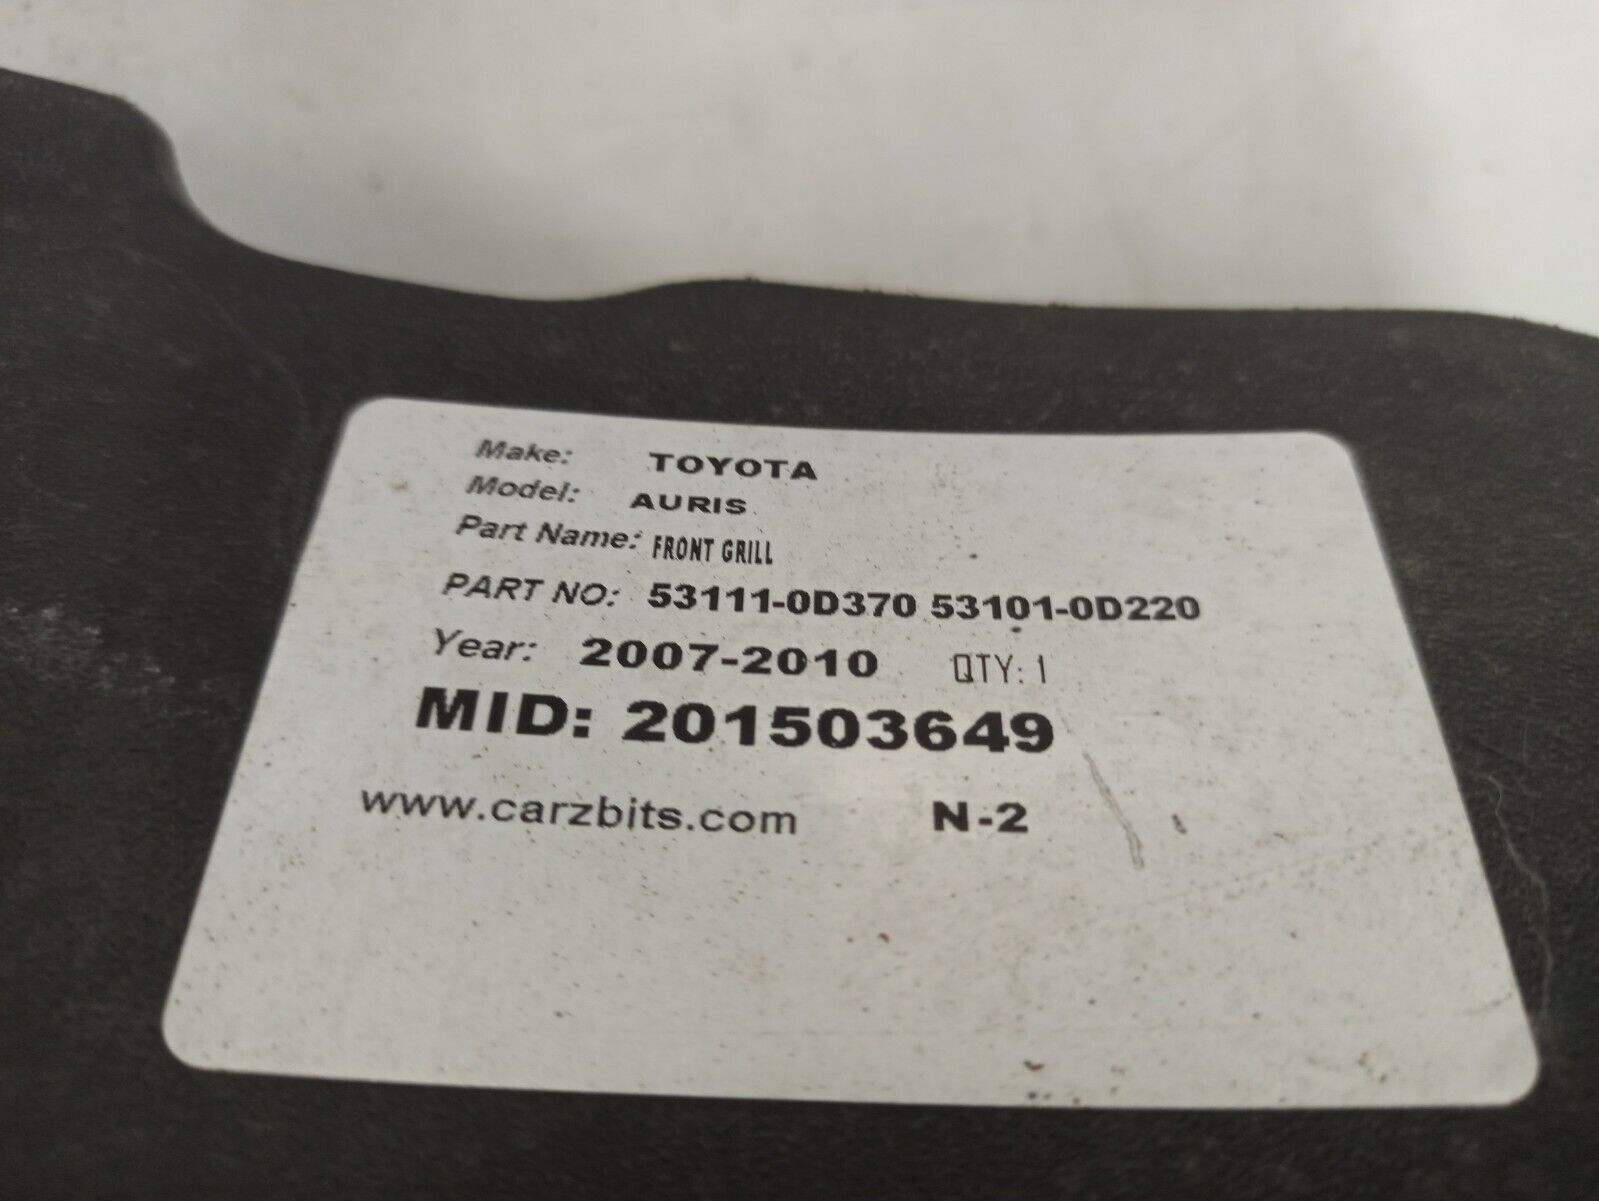 Make: TOYOTA
Model: AURIS
Part Name: FRONT GRILL
PART NO: 53111-0D370 53101-0D220
Year: 2007-2010 QTY: 1
MID: 201503649
www.carzbits.com N-2